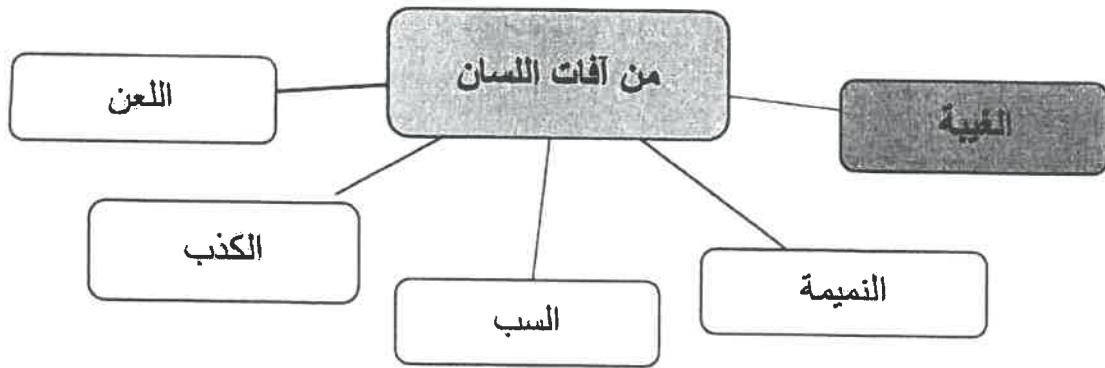 من آفات اللسان
الغيبة
النميمة
السب
الكذب
اللعن